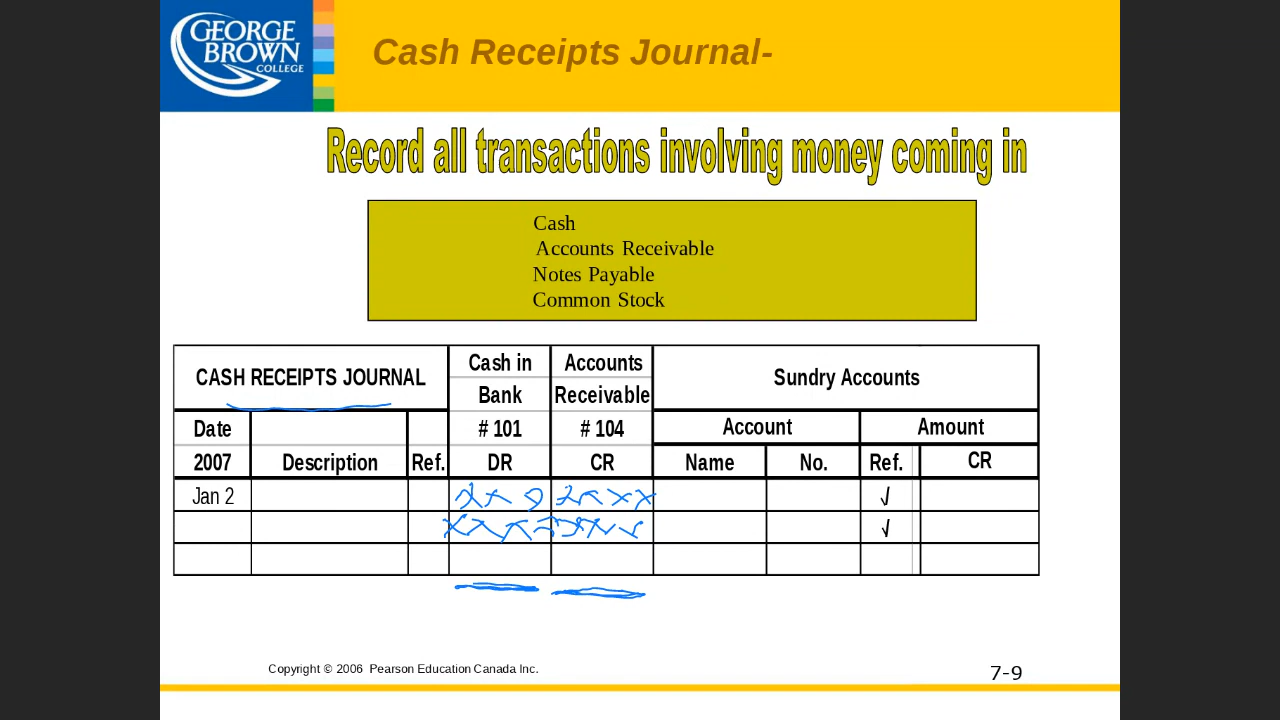 GEORGE
BROWN
COLLEGE
Cash Receipts Journal-
Record all transactions involving money coming in
Cash
Accounts Receivable
Notes Payable
Common Stock
CASH RECEIPTS JOURNAL
Cash in
Bank
# 101
DR
Accounts
Receivable
# 104
CR
Sundry Accounts
Account
Amount
Date
2007
Description
Ref.
Name
No.
Ref.
CR
Jan 2
√
√
Copyright © 2006 Pearson Education Canada Inc.
7-9